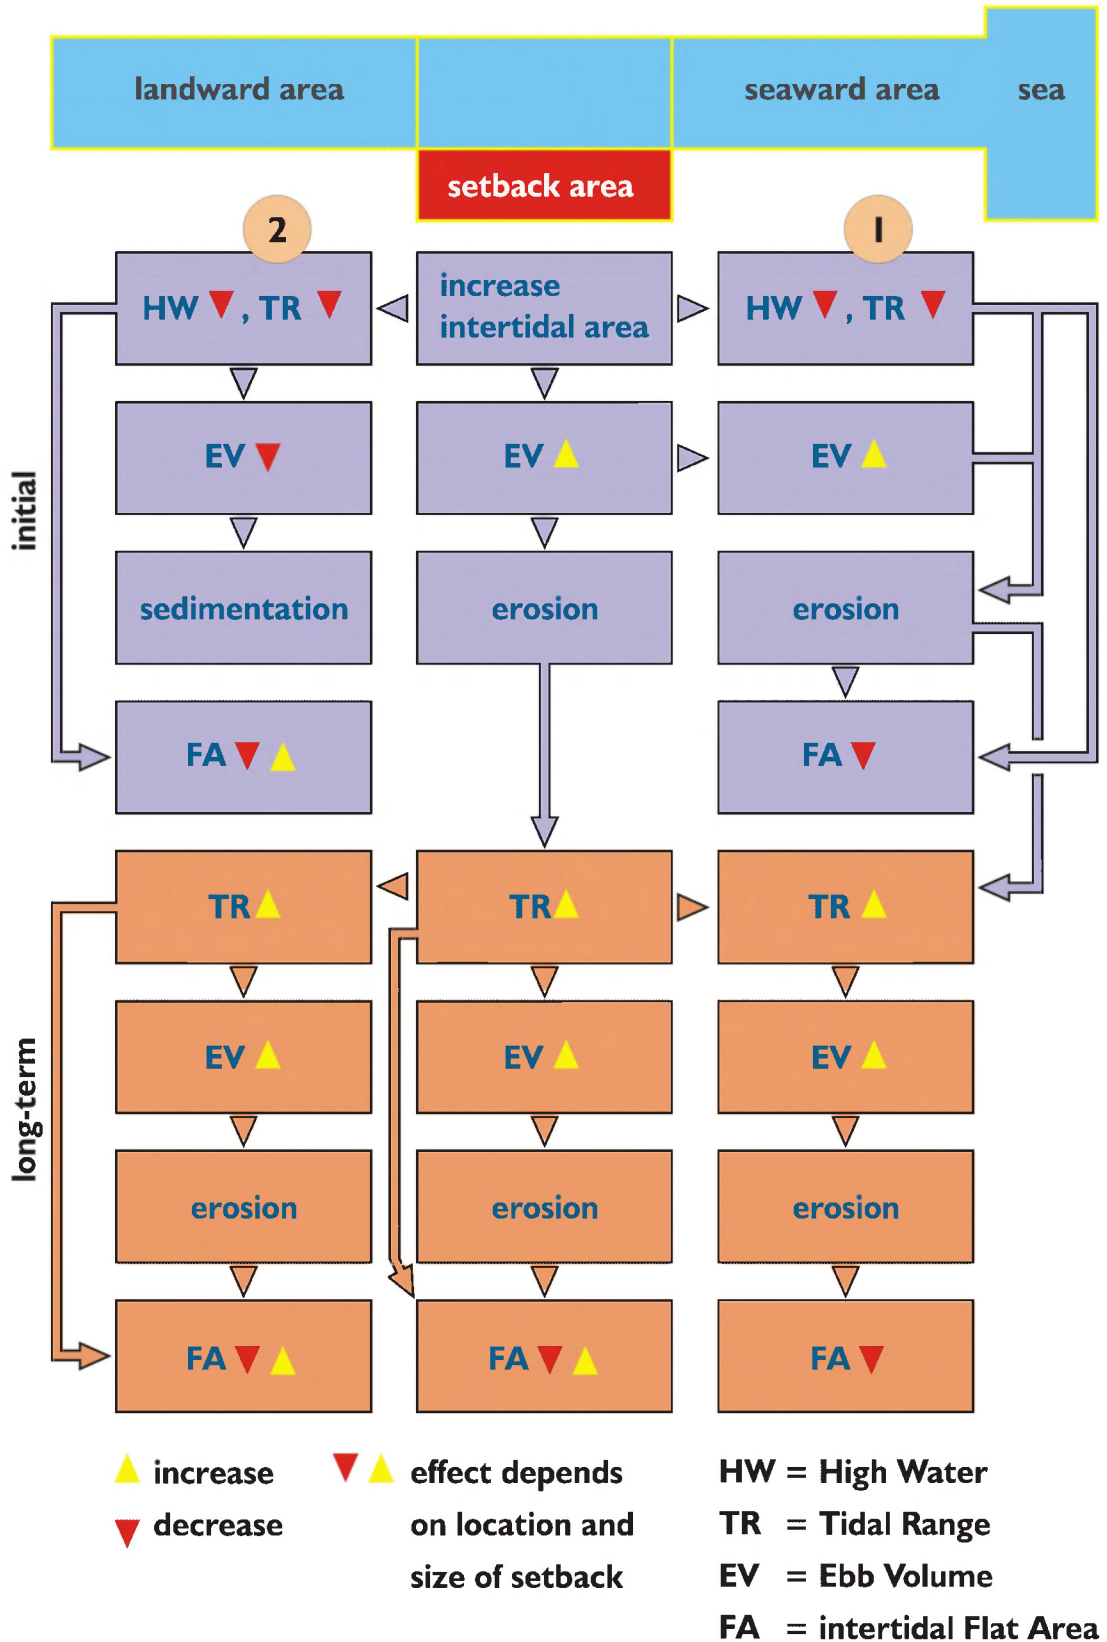 landward area
seaward area
sea
setback area
2
1
HW ▼, TR ▼
increase
intertidal area
HW ▼, TR ▼
EV ▼
EV ▲
EV ▲
initial
sedimentation
erosion
erosion
FA ▼ ▲
FA ▼
TR ▲
TR ▲
TR ▲
long-term
EV ▲
EV ▲
EV ▲
erosion
erosion
erosion
FA ▼ ▲
FA ▼ ▲
FA ▼
▲ increase
▼ decrease
▼ ▲ effect depends
on location and
size of setback
HW = High Water
TR = Tidal Range
EV = Ebb Volume
FA = intertidal Flat Area